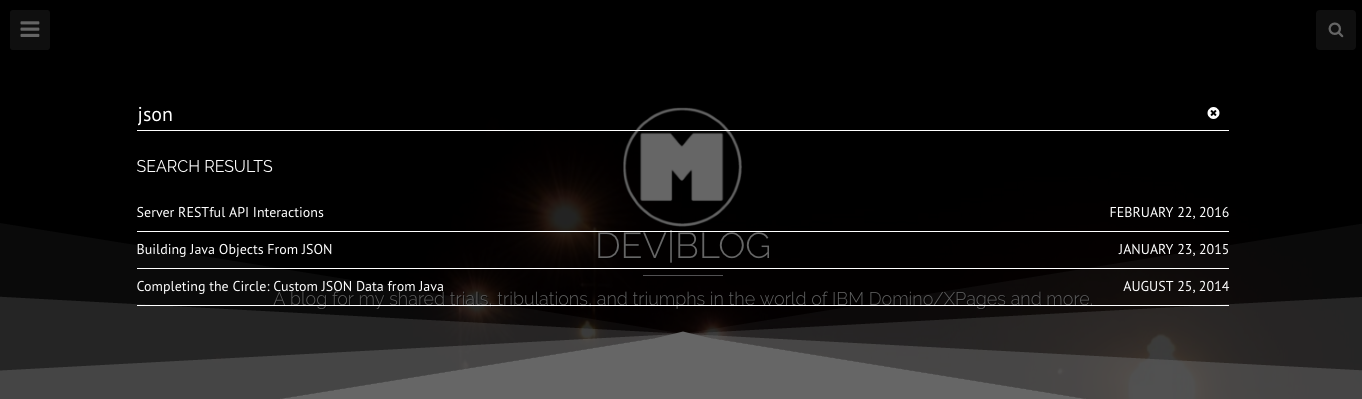 json
SEARCH RESULTS
Server RESTful API Interactions FEBRUARY 22, 2016
Building Java Objects From JSON JANUARY 23, 2015
Completing the Circle: Custom JSON Data from Java AUGUST 25, 2014
M
DEV|BLOG
A blog for my shared trials, tribulations, and triumphs in the world of IBM Domino/XPages and more.